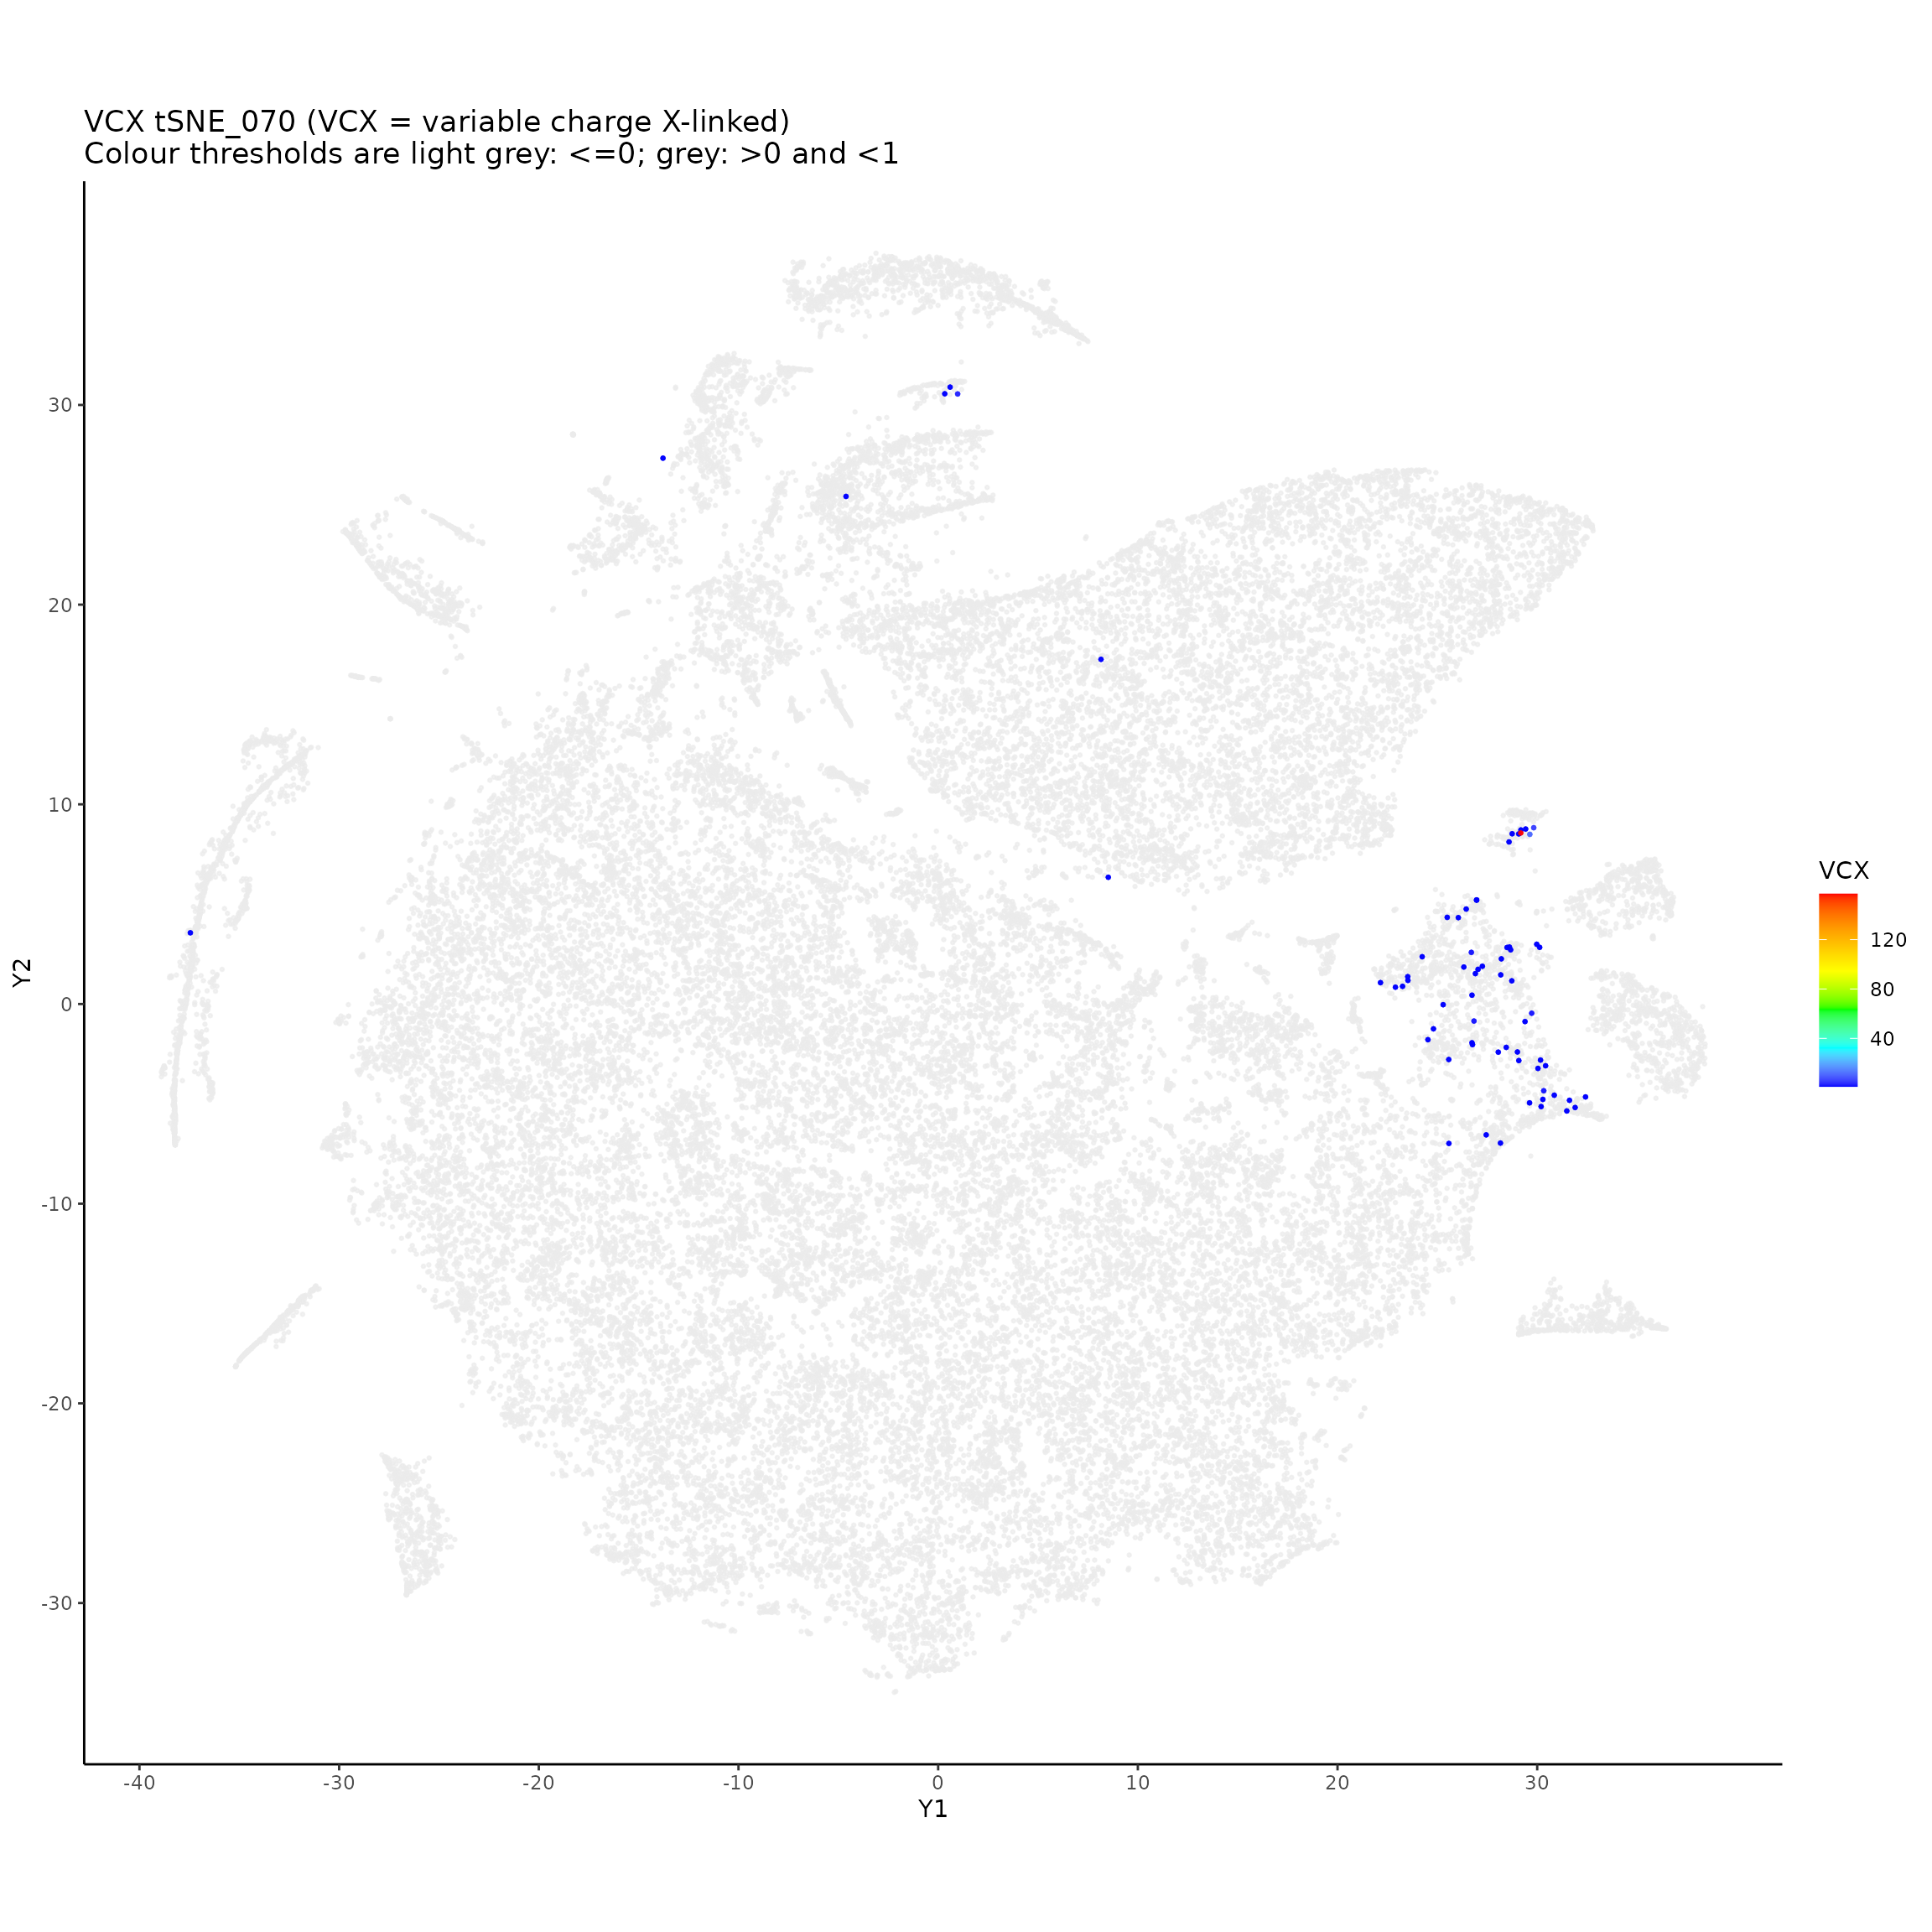 VCX tSNE_070 (VCX = variable charge X-linked)
Colour thresholds are light grey: <=0; grey: >0 and <1
30
20
10
0
-10
-20
-30
Y2
-40 -30 -20 -10 0 10 20 30
Y1
VCX
120
80
40